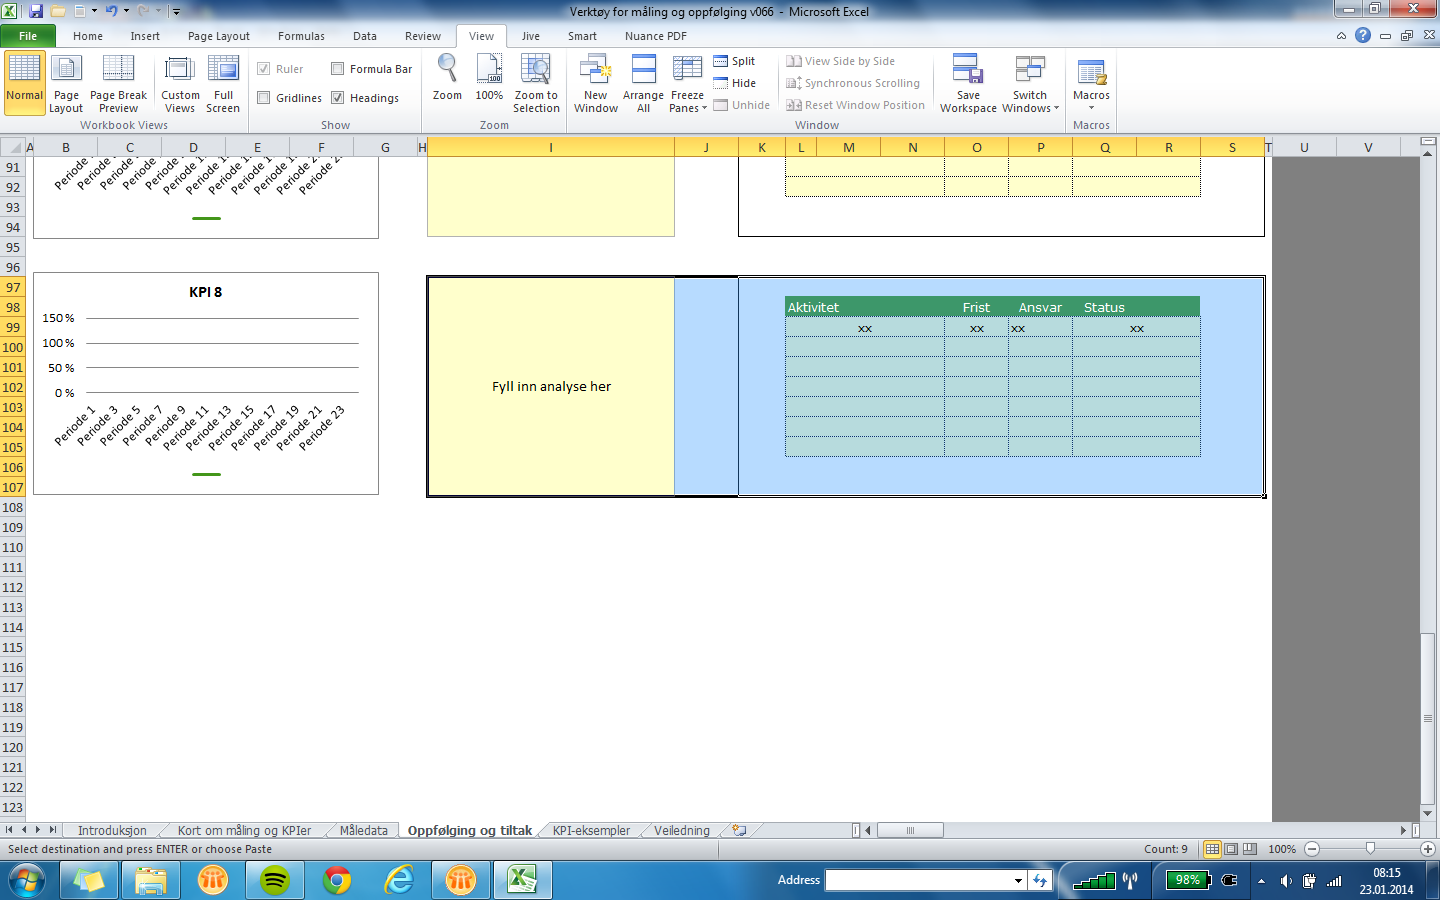 Verktøy for måling og oppfølging v066 - Microsoft Excel
File Home Insert Page Layout Formulas Data Review View Jive Smart Nuance PDF
Normal
Page Layout
Page Break Preview
Custom Views
Full Screen
Workbook Views
Ruler
Formula Bar
Gridlines
Headings
Show
Zoom
100%
Zoom to Selection
Zoom
New Window
Arrange All
Freeze Panes
Split
Hide
Unhide
View Side by Side
Synchronous Scrolling
Reset Window Position
Window
Save Workspace
Switch Windows
Macros
Macros
A B C D E F G H I J K L M N O P Q R S T U V
91
92
93
94
95
96
97
98
99
100
101
102
103
104
105
106
107
108
109
110
111
112
113
114
115
116
117
118
119
120
121
122
123
KPI 8
150 %
100 %
50 %
0 %
Periode 1
Periode 3
Periode 5
Periode 7
Periode 9
Periode 11
Periode 13
Periode 15
Periode 17
Periode 19
Periode 21
Periode 23
Fyll inn analyse her
Aktivitet Frist Ansvar Status
xx xx xx xx
Introduksjon Kort om måling og KPIer Måledata Oppfølging og tiltak KPI-eksempler Veiledning
Select destination and press ENTER or choose Paste
Count: 9
100%
Address
98%
08:15
23.01.2014